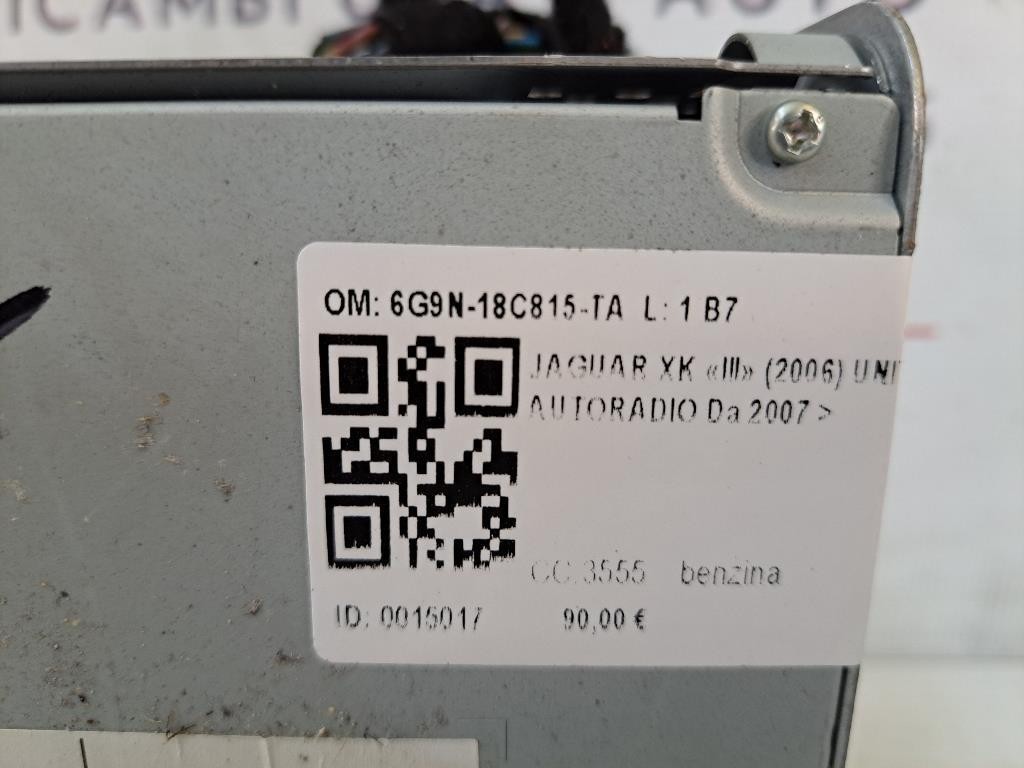 OM: 6G9N-18C815-TA L: 1 B7
JAGUAR XK «III» (2006) UNI
AUTORADIO Da 2007 >
CC: 3555 benzina
ID: 0015017 90,00 €